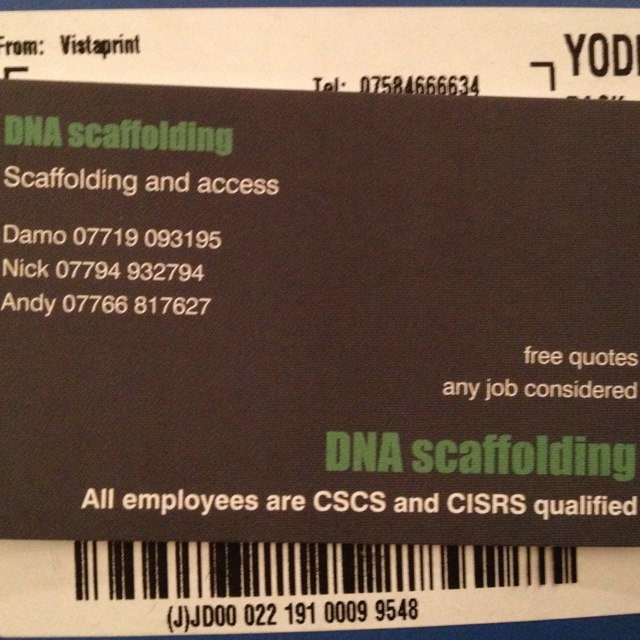 From: Vistaprint
YODE
Tel: 07584666634
DNA scaffolding
Scaffolding and access
Damo 07719 093195
Nick 07794 932794
Andy 07766 817627
free quotes
any job considered
DNA scaffolding
All employees are CSCS and CISRS qualified
(J)JD00 022 191 0009 9548